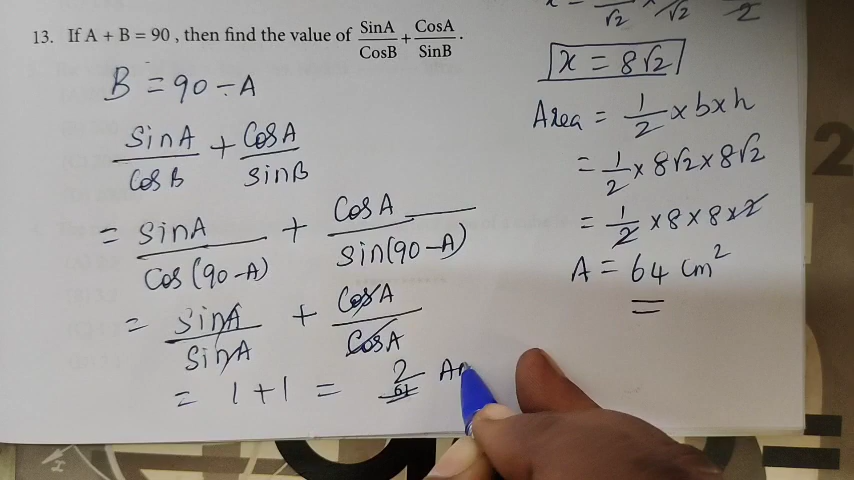 13. If A + B = 90 , then find the value of SinA/CosB + CosA/SinB.
B = 90 - A
SinA/CosB + CosA/sinB
= SinA/Cos(90-A) + CosA/sin(90-A)
= SinA/SinA + CosA/CosA
= 1+1 = 2 An
x = 8√2
Area = 1/2 x b x h
= 1/2 x 8√2 x 8√2
= 1/2 x 8 x 8 x 2
A = 64 cm²